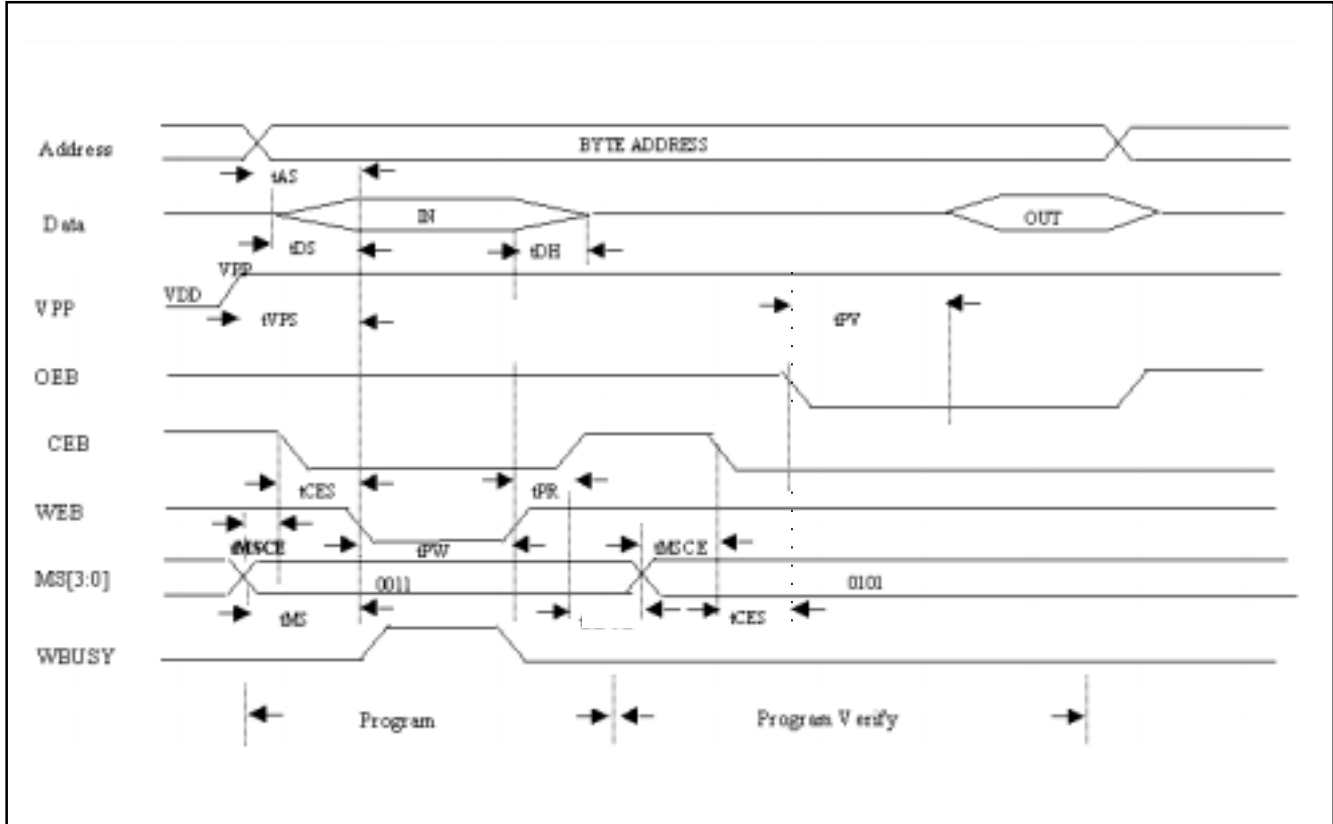 Address
BYTE ADDRESS
tAS
Data
IN
OUT
tDS
tDH
VPP
VDD
VPP
tVPS
tPV
OEB
CEB
tCES
tPR
WEB
tMSCE
tPW
tMSCE
MS[3:0]
0011
0101
tMS
tCES
WBUSY
Program
Program Verify